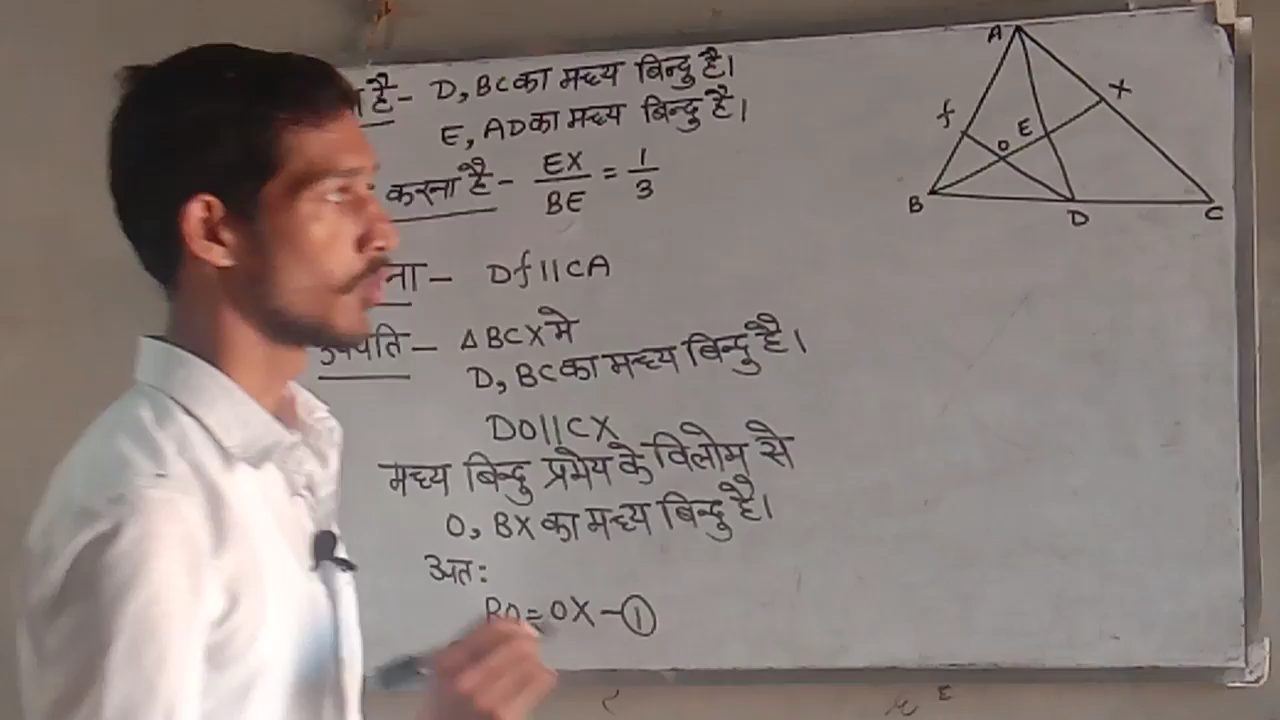 है- D, BC का मध्य बिन्दु है।
E, AD का मध्य बिन्दु है।
करना है- EX/BE = 1/3
ना- Df||CA
उपपति- ΔBCX मे
D, BC का मध्य बिन्दु है।
DO||CX
मध्य बिन्दु प्रमेय के विलोम से
O, BX का मध्य बिन्दु है।
अतः
BO=OX-①
A
X
f
E
O
B
D
C